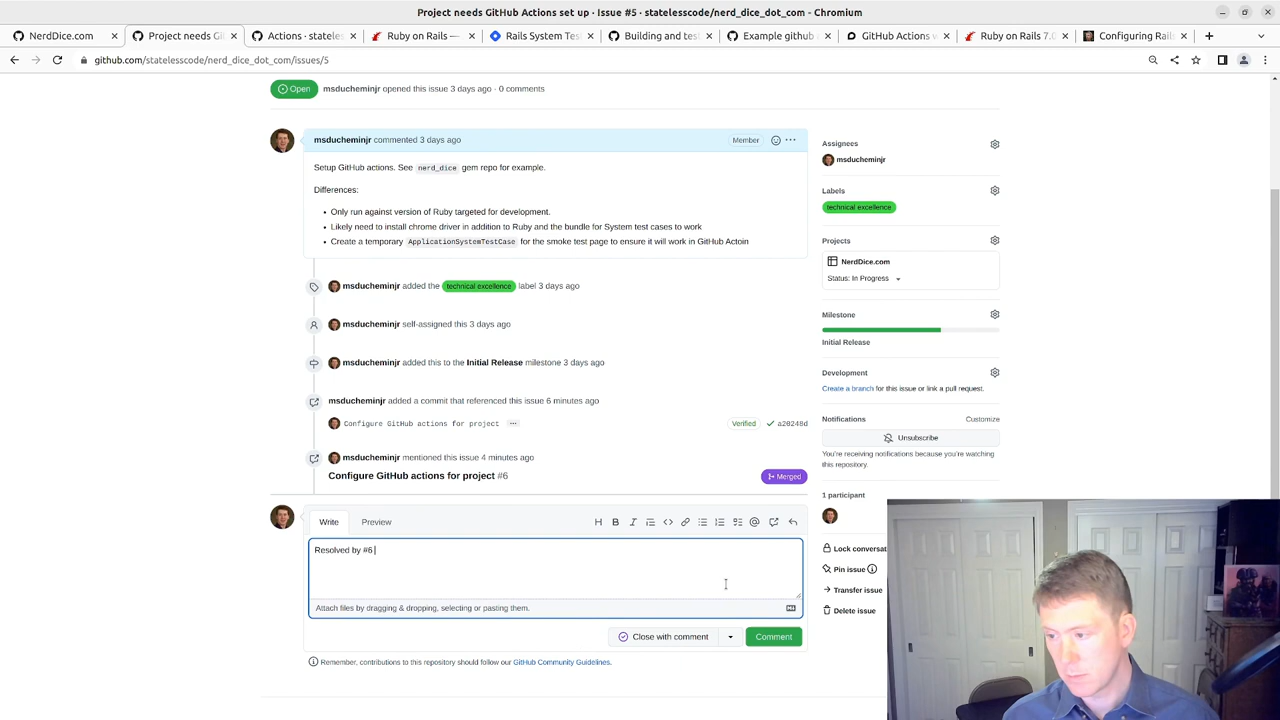 Project needs GitHub Actions set up · Issue #5 · statelesscode/nerd_dice_dot_com - Chromium
NerdDice.com
Project needs Gi
Actions · stateles
Ruby on Rails —
Rails System Tes
Building and test
Example github
GitHub Actions w
Ruby on Rails 7.0
Configuring Rail
github.com/statelesscode/nerd_dice_dot_com/issues/5
Open
msducheminjr opened this issue 3 days ago · 0 comments
msducheminjr commented 3 days ago
Member
Setup GitHub actions. See nerd_dice gem repo for example.
Differences:
• Only run against version of Ruby targeted for development.
• Likely need to install chrome driver in addition to Ruby and the bundle for System test cases to work
• Create a temporary ApplicationSystemTestCase for the smoke test page to ensure it will work in GitHub Actoin
msducheminjr added the technical excellence label 3 days ago
msducheminjr self-assigned this 3 days ago
msducheminjr added this to the Initial Release milestone 3 days ago
msducheminjr added a commit that referenced this issue 6 minutes ago
Configure GitHub actions for project ...
Verified
a20248d
msducheminjr mentioned this issue 4 minutes ago
Configure GitHub actions for project #6
Merged
Write
Preview
Resolved by #6
Attach files by dragging & dropping, selecting or pasting them.
Close with comment
Comment
Remember, contributions to this repository should follow our GitHub Community Guidelines.
Assignees
msducheminjr
Labels
technical excellence
Projects
NerdDice.com
Status: In Progress
Milestone
Initial Release
Development
Create a branch for this issue or link a pull request.
Notifications
Customize
Unsubscribe
You're receiving notifications because you're watching
this repository.
1 participant
Lock conversat
Pin issue
Transfer issue
Delete issue